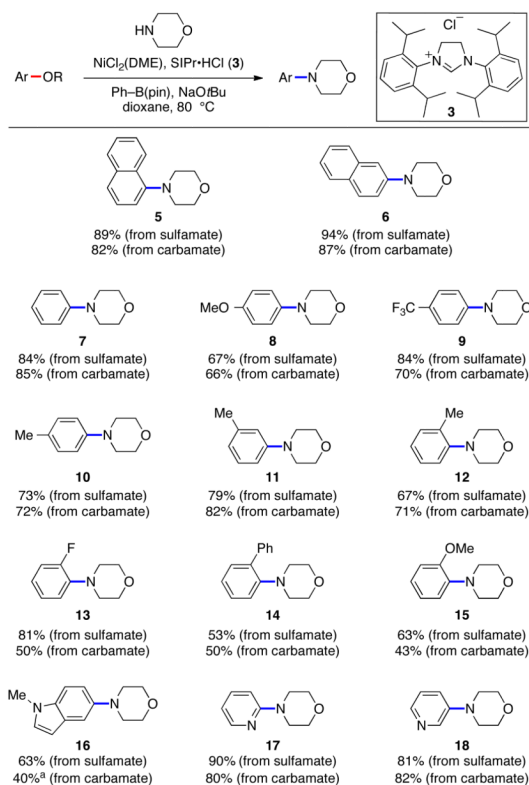 HN O Cl−
NiCl2(DME), SIPr•HCl (3)
Ar–OR Ar–N O N + N
Ph–B(pin), NaOtBu
dioxane, 80 °C
3
N O N O
5 6
89% (from sulfamate) 94% (from sulfamate)
82% (from carbamate) 87% (from carbamate)
N O MeO N O F3C N O
7 8 9
84% (from sulfamate) 67% (from sulfamate) 84% (from sulfamate)
85% (from carbamate) 66% (from carbamate) 70% (from carbamate)
Me N O Me N O Me N O
10 11 12
73% (from sulfamate) 79% (from sulfamate) 67% (from sulfamate)
72% (from carbamate) 82% (from carbamate) 71% (from carbamate)
F N O Ph N O OMe N O
13 14 15
81% (from sulfamate) 53% (from sulfamate) 63% (from sulfamate)
50% (from carbamate) 50% (from carbamate) 43% (from carbamate)
Me N N O N N O N N O
16 17 18
63% (from sulfamate) 90% (from sulfamate) 81% (from sulfamate)
40%a (from carbamate) 80% (from carbamate) 82% (from carbamate)